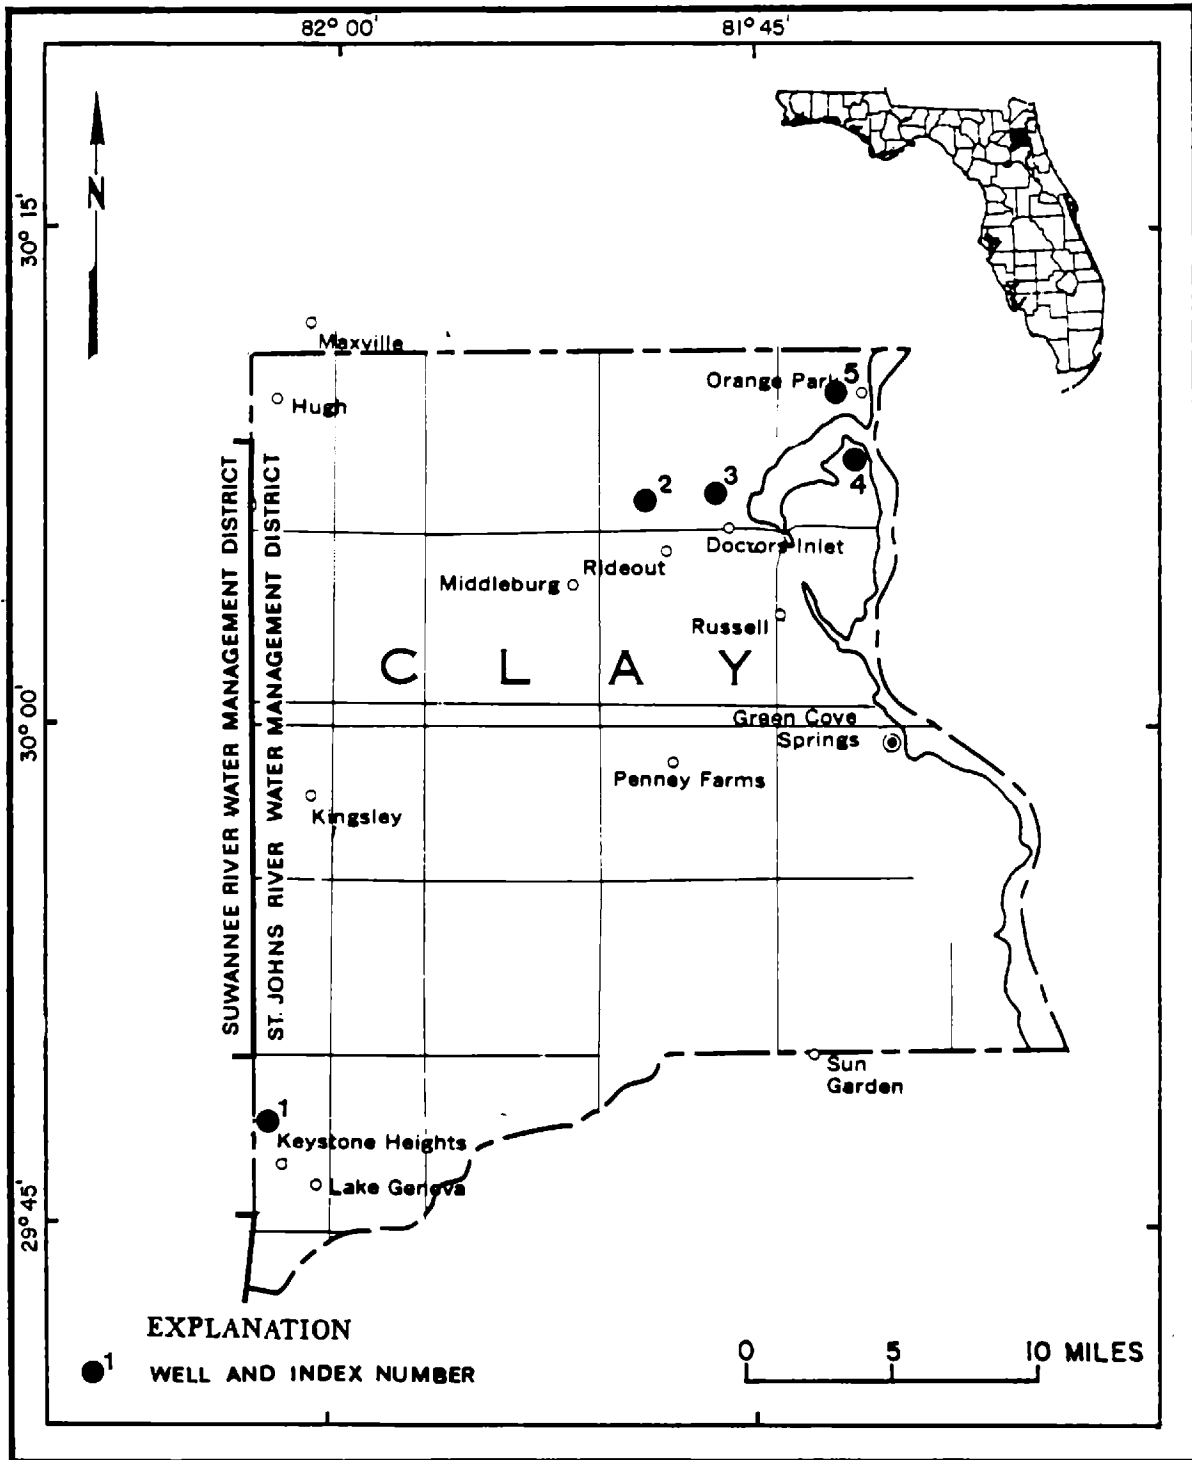 82° 00'
81° 45'
N
30° 15'
Maxville
Orange Park
5
Hugh
4
3
2
Doctors Inlet
Rideout
Middleburg
Russell
SUWANNEE RIVER WATER MANAGEMENT DISTRICT
ST. JOHNS RIVER WATER MANAGEMENT DISTRICT
CLAY
30° 00'
Green Cove
Springs
Penney Farms
Kingsley
Sun
Garden
1
Keystone Heights
Lake Geneva
29° 45'
EXPLANATION
1 WELL AND INDEX NUMBER
0 5 10 MILES